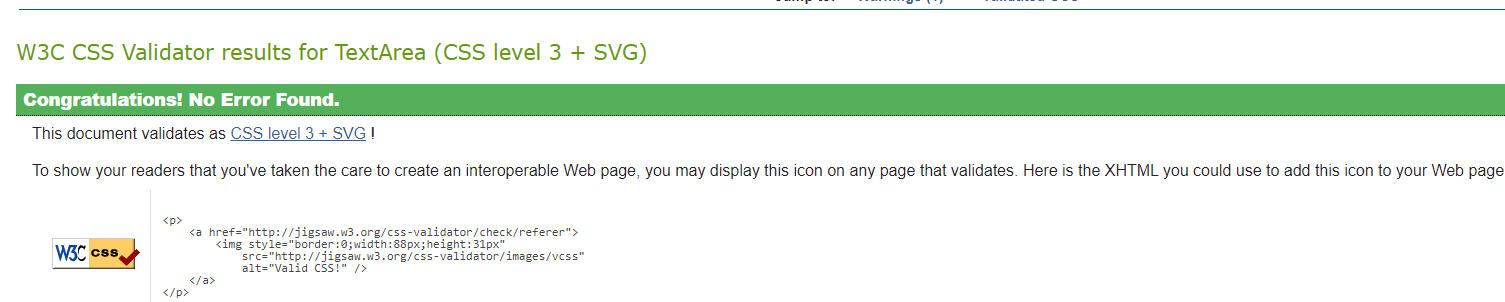 Jump to: Warnings (1) Validated CSS
W3C CSS Validator results for TextArea (CSS level 3 + SVG)
Congratulations! No Error Found.
This document validates as CSS level 3 + SVG !
To show your readers that you've taken the care to create an interoperable Web page, you may display this icon on any page that validates. Here is the XHTML you could use to add this icon to your Web page
<p>
<a href="http://jigsaw.w3.org/css-validator/check/referer">
<img style="border:0;width:88px;height:31px"
src="http://jigsaw.w3.org/css-validator/images/vcss"
alt="Valid CSS!" />
</a>
</p>
W3C css